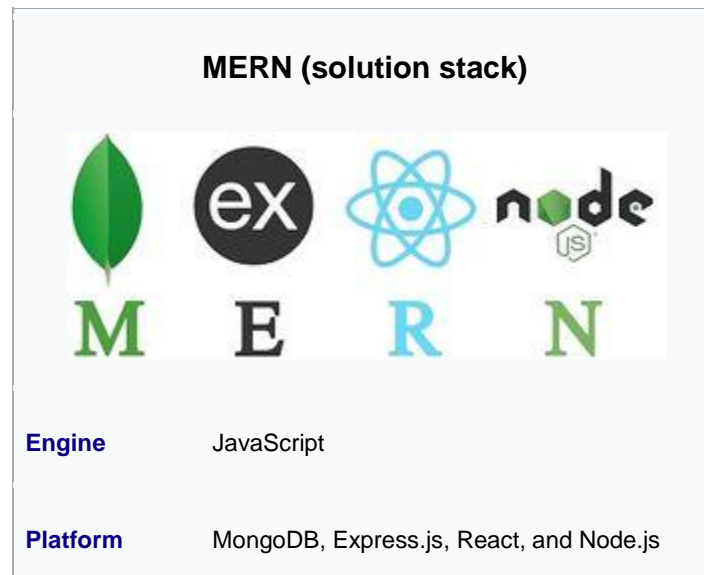 MERN (solution stack)
ex
node
JS
M E R N
Engine JavaScript
Platform MongoDB, Express.js, React, and Node.js